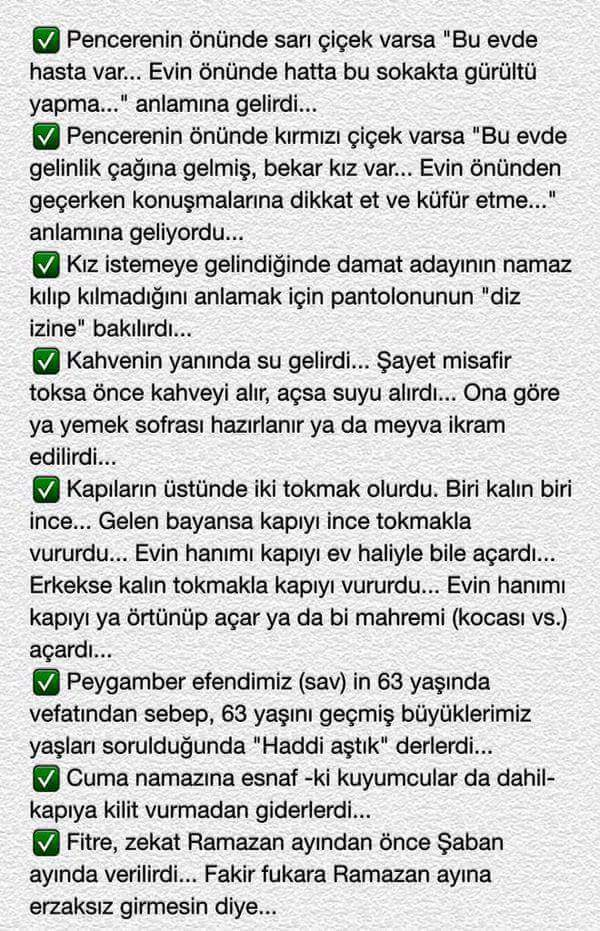 ✅ Pencerenin önünde sarı çiçek varsa "Bu evde
hasta var... Evin önünde hatta bu sokakta gürültü
yapma..." anlamına gelirdi...
✅ Pencerenin önünde kırmızı çiçek varsa "Bu evde
gelinlik çağına gelmiş, bekar kız var... Evin önünden
geçerken konuşmalarına dikkat et ve küfür etme..."
anlamına geliyordu...
✅ Kız istemeye gelindiğinde damat adayının namaz
kılıp kılmadığını anlamak için pantolonunun "diz
izine" bakılırdı...
✅ Kahvenin yanında su gelirdi... Şayet misafir
toksa önce kahveyi alır, açsa suyu alırdı... Ona göre
ya yemek sofrası hazırlanır ya da meyva ikram
edilirdi...
✅ Kapıların üstünde iki tokmak olurdu. Biri kalın biri
ince... Gelen bayansa kapıyı ince tokmakla
vururdu... Evin hanımı kapıyı ev haliyle bile açardı...
Erkekse kalın tokmakla kapıyı vururdu... Evin hanımı
kapıyı ya örtünüp açar ya da bi mahremi (kocası vs.)
açardı...
✅ Peygamber efendimiz (sav) in 63 yaşında
vefatından sebep, 63 yaşını geçmiş büyüklerimiz
yaşları sorulduğunda "Haddi aştık" derlerdi...
✅ Cuma namazına esnaf -ki kuyumcular da dahil-
kapıya kilit vurmadan giderlerdi...
✅ Fitre, zekat Ramazan ayından önce Şaban
ayında verilirdi... Fakir fukara Ramazan ayına
erzaksız girmesin diye...